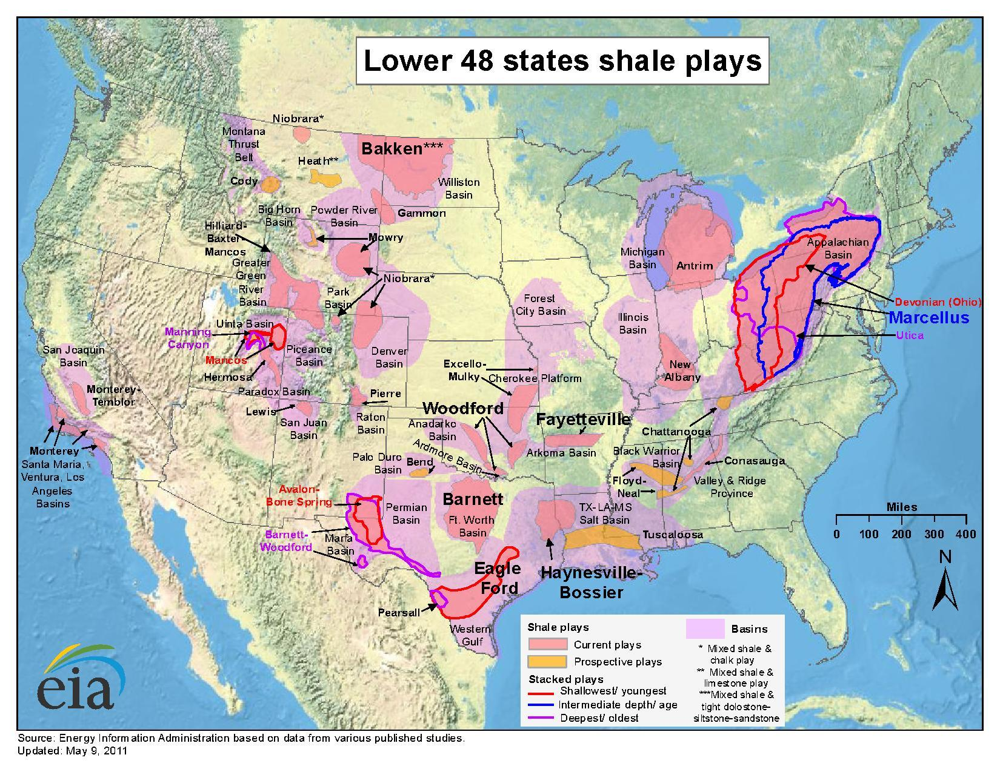 Lower 48 states shale plays
Niobrara*
Montana
Thrust
Belt
Bakken***
Heath**
Cody
Williston
Basin
Big Horn
Basin
Powder River
Basin
Gammon
Hilliard-
Baxter-
Mancos
Mowry
Greater
Green
River
Basin
Niobrara*
Park
Basin
Uinta Basin
Manning
Canyon
Mancos
Piceance
Basin
Denver
Basin
Hermosa
Paradox Basin
Lewis
San Juan
Basin
Pierre
Raton
Basin
San Joaquin
Basin
Monterey-
Temblor
Monterey
Santa Maria,
Ventura, Los
Angeles
Basins
Forest
City Basin
Excello-
Mulky
Cherokee Platform
Woodford
Anadarko
Basin
Ardmore Basin
Palo Duro
Basin
Bend
Fayetteville
Arkoma Basin
Michigan
Basin
Antrim
Illinois
Basin
New
Albany
Appalachian
Basin
Devonian (Ohio)
Marcellus
Utica
Chattanooga
Black Warrior
Basin
Conasauga
Floyd-
Neal
Valley & Ridge
Province
Avalon-
Bone Spring
Permian
Basin
Barnett
Ft. Worth
Basin
TX-LA-MS
Salt Basin
Tuscaloosa
Barnett-
Woodford
Marfa
Basin
Eagle
Ford
Haynesville-
Bossier
Pearsall
Western
Gulf
Miles
0 100 200 300 400
N
Shale plays
Current plays
Prospective plays
Stacked plays
Shallowest/ youngest
Intermediate depth/ age
Deepest/ oldest
Basins
* Mixed shale &
chalk play
** Mixed shale &
limestone play
***Mixed shale &
tight dolostone-
siltstone-sandstone
eia
Source: Energy Information Administration based on data from various published studies.
Updated: May 9, 2011